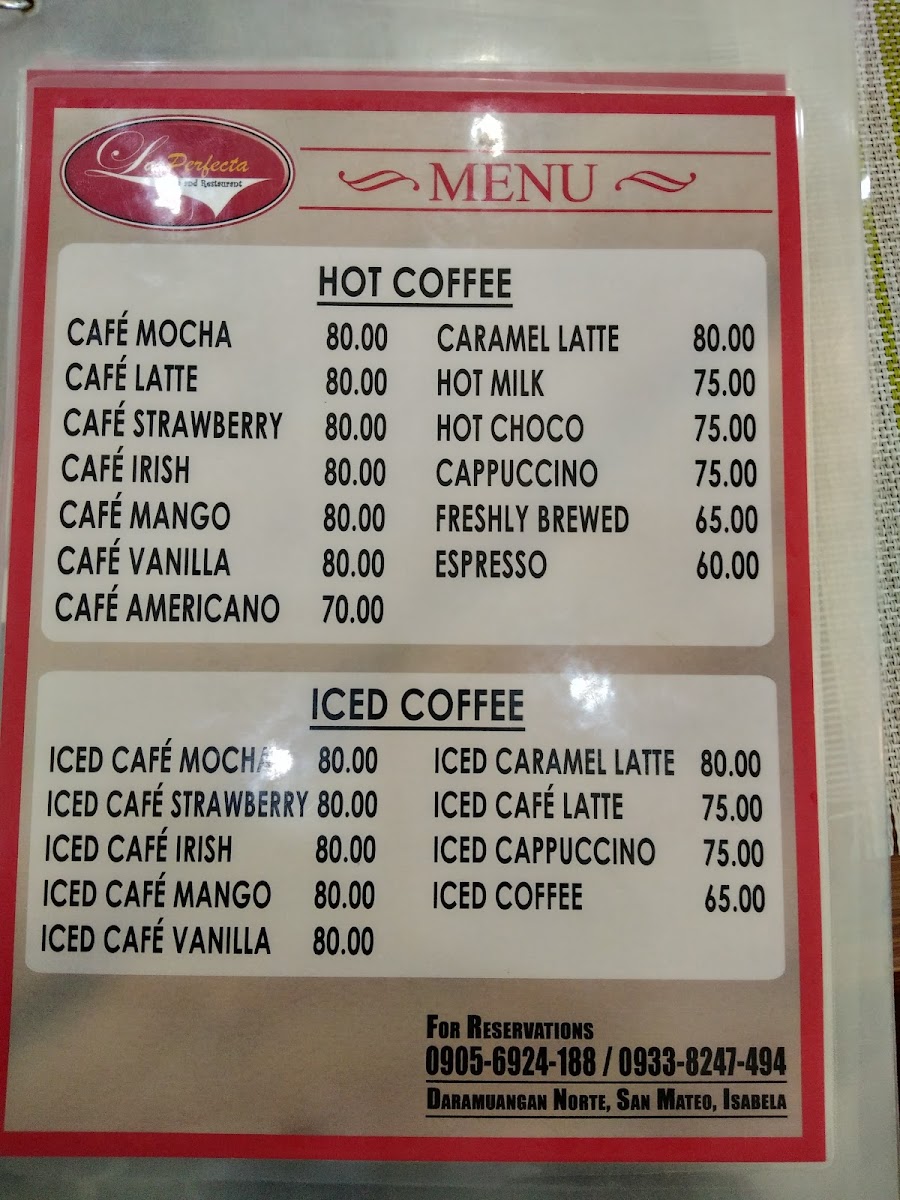 La Perfecta
and Restaurent
MENU
HOT COFFEE
CAFÉ MOCHA 80.00
CAFÉ LATTE 80.00
CAFÉ STRAWBERRY 80.00
CAFÉ IRISH 80.00
CAFÉ MANGO 80.00
CAFÉ VANILLA 80.00
CAFÉ AMERICANO 70.00
CARAMEL LATTE 80.00
HOT MILK 75.00
HOT CHOCO 75.00
CAPPUCCINO 75.00
FRESHLY BREWED 65.00
ESPRESSO 60.00
ICED COFFEE
ICED CAFÉ MOCHA 80.00
ICED CAFÉ STRAWBERRY 80.00
ICED CAFÉ IRISH 80.00
ICED CAFÉ MANGO 80.00
ICED CAFÉ VANILLA 80.00
ICED CARAMEL LATTE 80.00
ICED CAFÉ LATTE 75.00
ICED CAPPUCCINO 75.00
ICED COFFEE 65.00
FOR RESERVATIONS
0905-6924-188 / 0933-8247-494
DARAMUANGAN NORTE, SAN MATEO, ISABELA